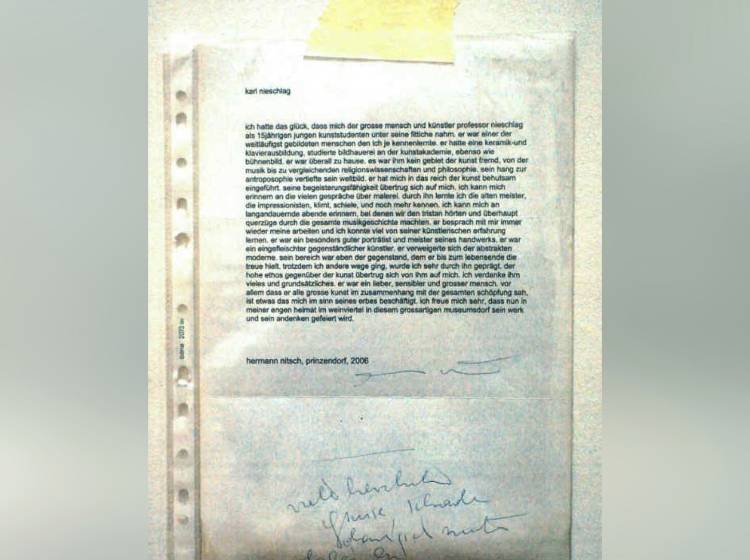 karl nieschlag
ich hatte das glück, dass mich der grosse mensch und künstler professor nieschlag
als 15jährigen jungen kunststudenten unter seine fittiche nahm. er war einer der
weitläufigst gebildeten menschen den ich je kennenlernte. er hatte eine keramik-und
klavierausbildung, studierte bildhauerei an der kunstakademie, ebenso wie
bühnenbild. er war überall zu hause. es war ihm kein gebiet der kunst fremd, von der
musik bis zu vergleichenden religionswissenschaften und philosophie. sein hang zur
antroposophie vertiefte sein weltbild. er hat mich in das reich der kunst behutsam
eingeführt. seine begeisterungsfähigkeit übertrug sich auf mich. ich kann mich
erinnern an die vielen gespräche über malerei. durch ihn lernte ich die alten meister,
die impressionisten, klimt, schiele, und noch mehr kennen. ich kann mich an
langandauernde abende erinnern, bei denen wir den tristan hörten und überhaupt
querzüge durch die gesamte musikgeschichte machten. er besprach mit mir immer
wieder meine arbeiten und ich konnte viel von seiner künstlerischen erfahrung
lernen. er war ein besonders guter porträtist und meister seines handwerks. er war
ein eingefleischter gegenständlicher künstler. er verweigerte sich der abstrakten
moderne. sein bereich war eben der gegenstand, dem er bis zum lebensende die
treue hielt. trotzdem ich andere wege ging, wurde ich sehr durch ihn geprägt. der
hohe ethos gegenüber der kunst übertrug sich von ihm auf mich. ich verdanke ihm
vieles und grundsätzliches. er war ein lieber, sensibler und grosser mensch. vor
allem dass er alle grosse kunst im zusammenhang mit der gesamten schöpfung sah,
ist etwas das mich im sinn seines erbes beschäftigt. ich freue mich sehr, dass nun in
meiner engen heimat im weinviertel in diesem grossartigen museumsdorf sein werk
und sein andenken gefeiert wird.
hermann nitsch, prinzendorf, 2006